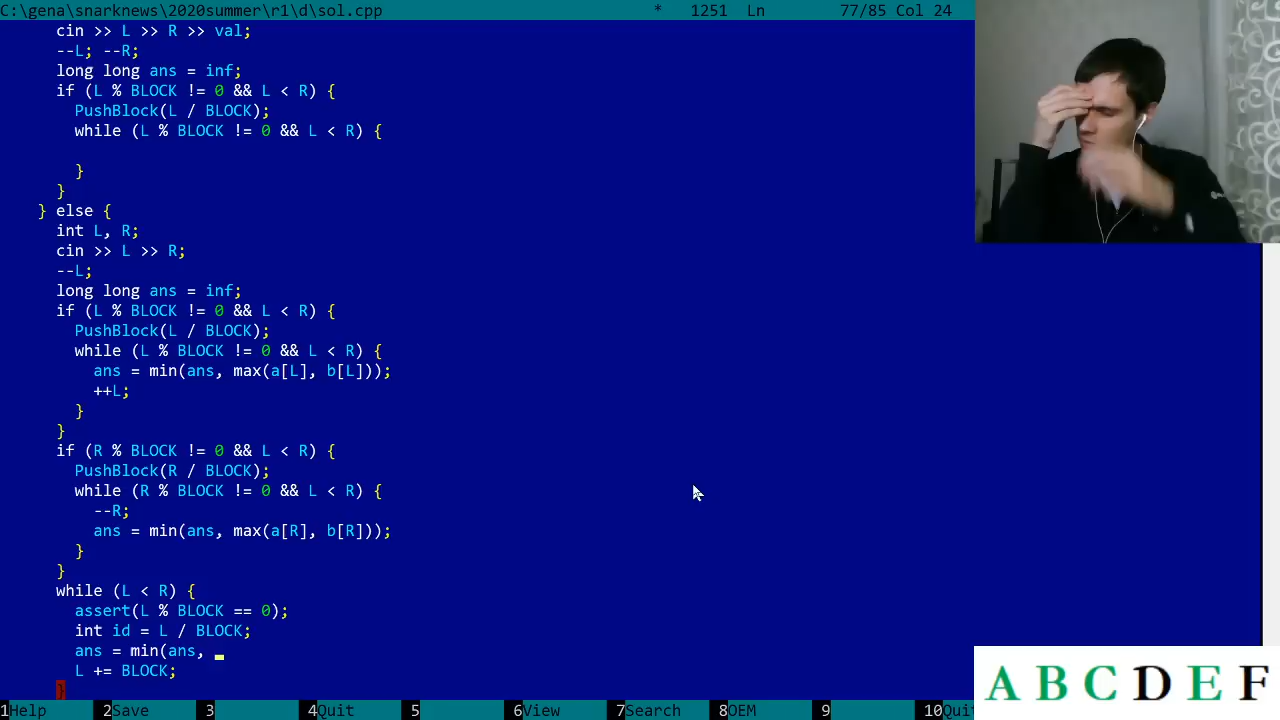 C:\gena\snarknews\2020summer\r1\d\sol.cpp * 1251 Ln 77/85 Col 24
cin >> L >> R >> val;
--L; --R;
long long ans = inf;
if (L % BLOCK != 0 && L < R) {
PushBlock(L / BLOCK);
while (L % BLOCK != 0 && L < R) {
}
}
} else {
int L, R;
cin >> L >> R;
--L;
long long ans = inf;
if (L % BLOCK != 0 && L < R) {
PushBlock(L / BLOCK);
while (L % BLOCK != 0 && L < R) {
ans = min(ans, max(a[L], b[L]));
++L;
}
}
if (R % BLOCK != 0 && L < R) {
PushBlock(R / BLOCK);
while (R % BLOCK != 0 && L < R) {
--R;
ans = min(ans, max(a[R], b[R]));
}
}
while (L < R) {
assert(L % BLOCK == 0);
int id = L / BLOCK;
ans = min(ans,
L += BLOCK;
}
A B C D E F
1Help 2Save 3 4Quit 5 6View 7Search 8OEM 9 10Quit